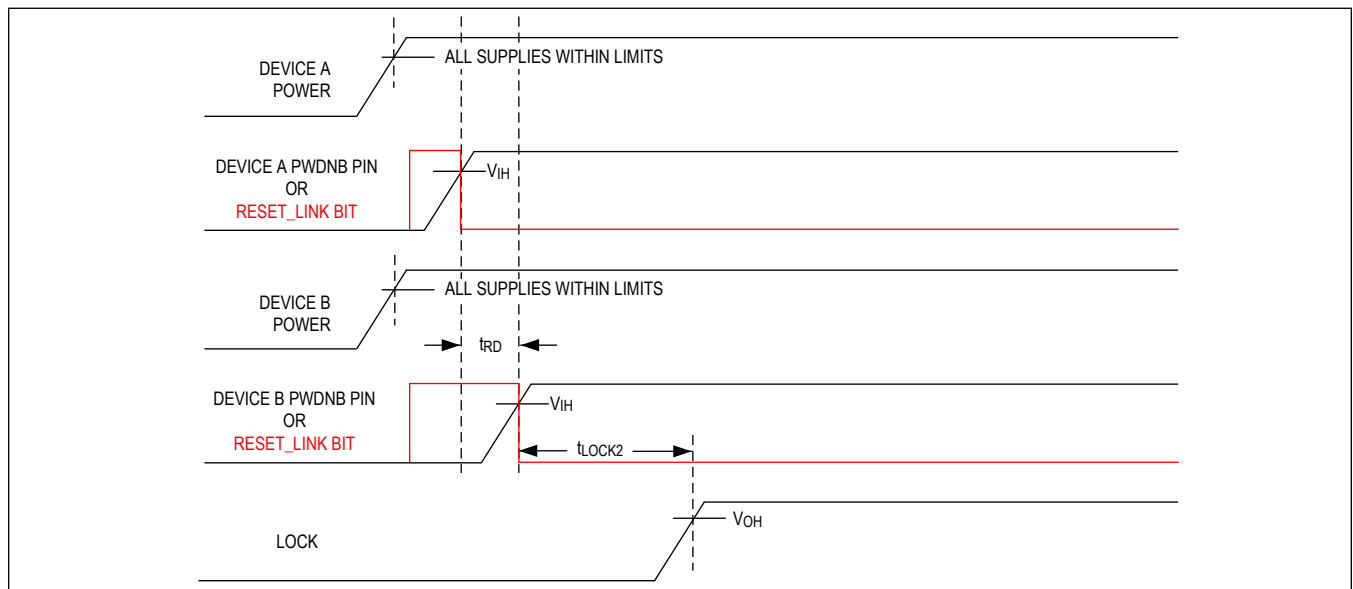 DEVICE A
POWER
ALL SUPPLIES WITHIN LIMITS
DEVICE A PWDNB PIN
OR
RESET_LINK BIT
VIH
DEVICE B
POWER
ALL SUPPLIES WITHIN LIMITS
tRD
DEVICE B PWDNB PIN
OR
RESET_LINK BIT
VIH
tLOCK2
LOCK
VOH